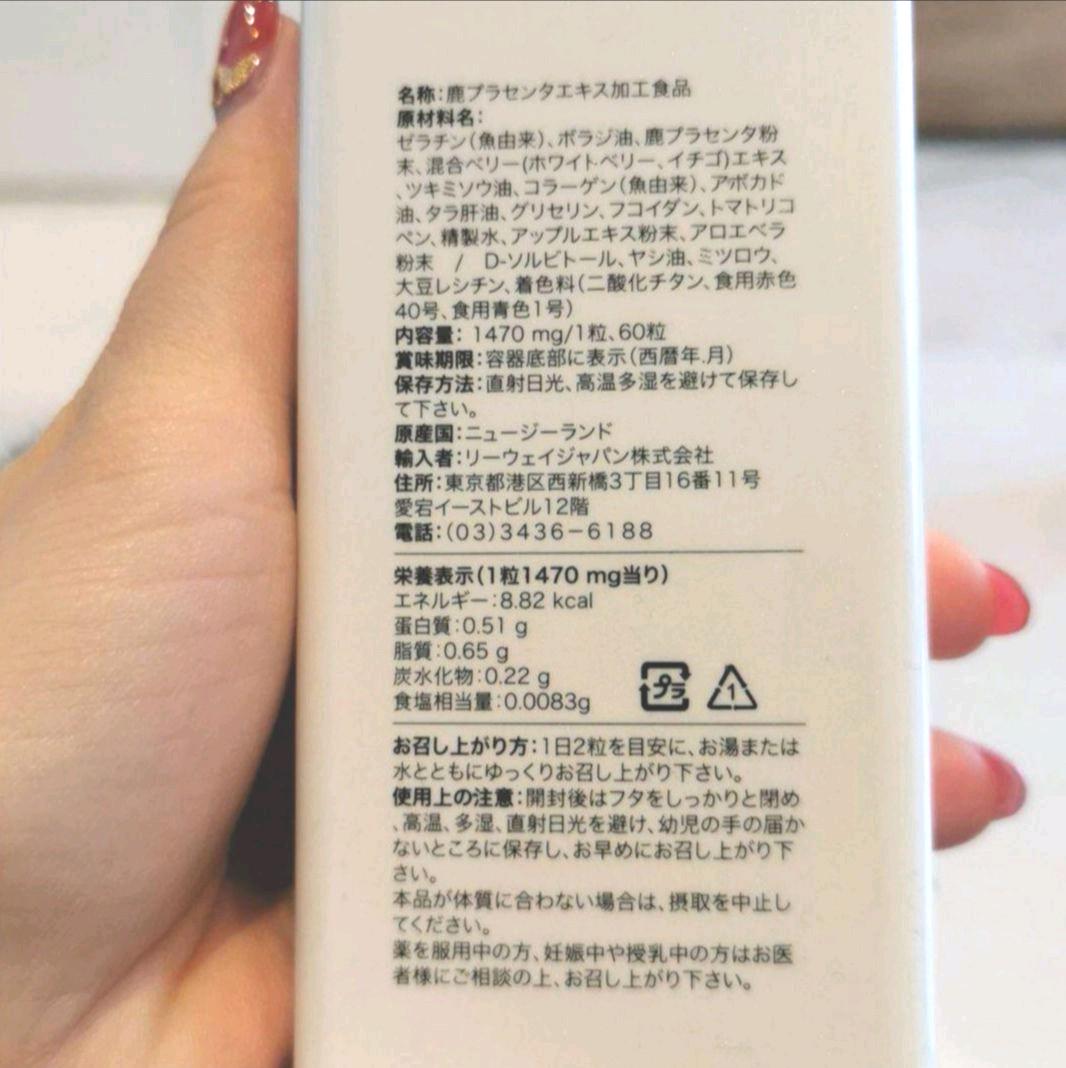 名称:鹿プラセンタエキス加工食品
原材料名:
ゼラチン(魚由来)、ボラジ油、鹿プラセンタ粉
末、混合ベリー(ホワイトベリー、イチゴ)エキス
、ツキミソウ油、コラーゲン(魚由来)、アボカド
油、タラ肝油、グリセリン、フコイダン、トマトリコ
ペン、精製水、アップルエキス粉末、アロエベラ
粉末 / D-ソルビトール、ヤシ油、ミツロウ、
大豆レシチン、着色料(二酸化チタン、食用赤色
40号、食用青色1号)
内容量: 1470 mg/1粒、60粒
賞味期限:容器底部に表示(西暦年.月)
保存方法:直射日光、高温多湿を避けて保存し
て下さい。
原産国:ニュージーランド
輸入者:リーウェイジャパン株式会社
住所:東京都港区西新橋3丁目16番11号
愛宕イーストビル12階
電話:(03)3436-6188
栄養表示(1粒1470 mg当り)
エネルギー:8.82 kcal
蛋白質:0.51 g
脂質:0.65 g
炭水化物:0.22 g
食塩相当量:0.0083g
プラ
1
お召し上がり方:1日2粒を目安に、お湯または
水とともにゆっくりお召し上がり下さい。
使用上の注意:開封後はフタをしっかりと閉め
、高温、多湿、直射日光を避け、幼児の手の届か
ないところに保存し、お早めにお召し上がり下
さい。
本品が体質に合わない場合は、摂取を中止し
てください。
薬を服用中の方、妊娠中や授乳中の方はお医
者様にご相談の上、お召し上がり下さい。